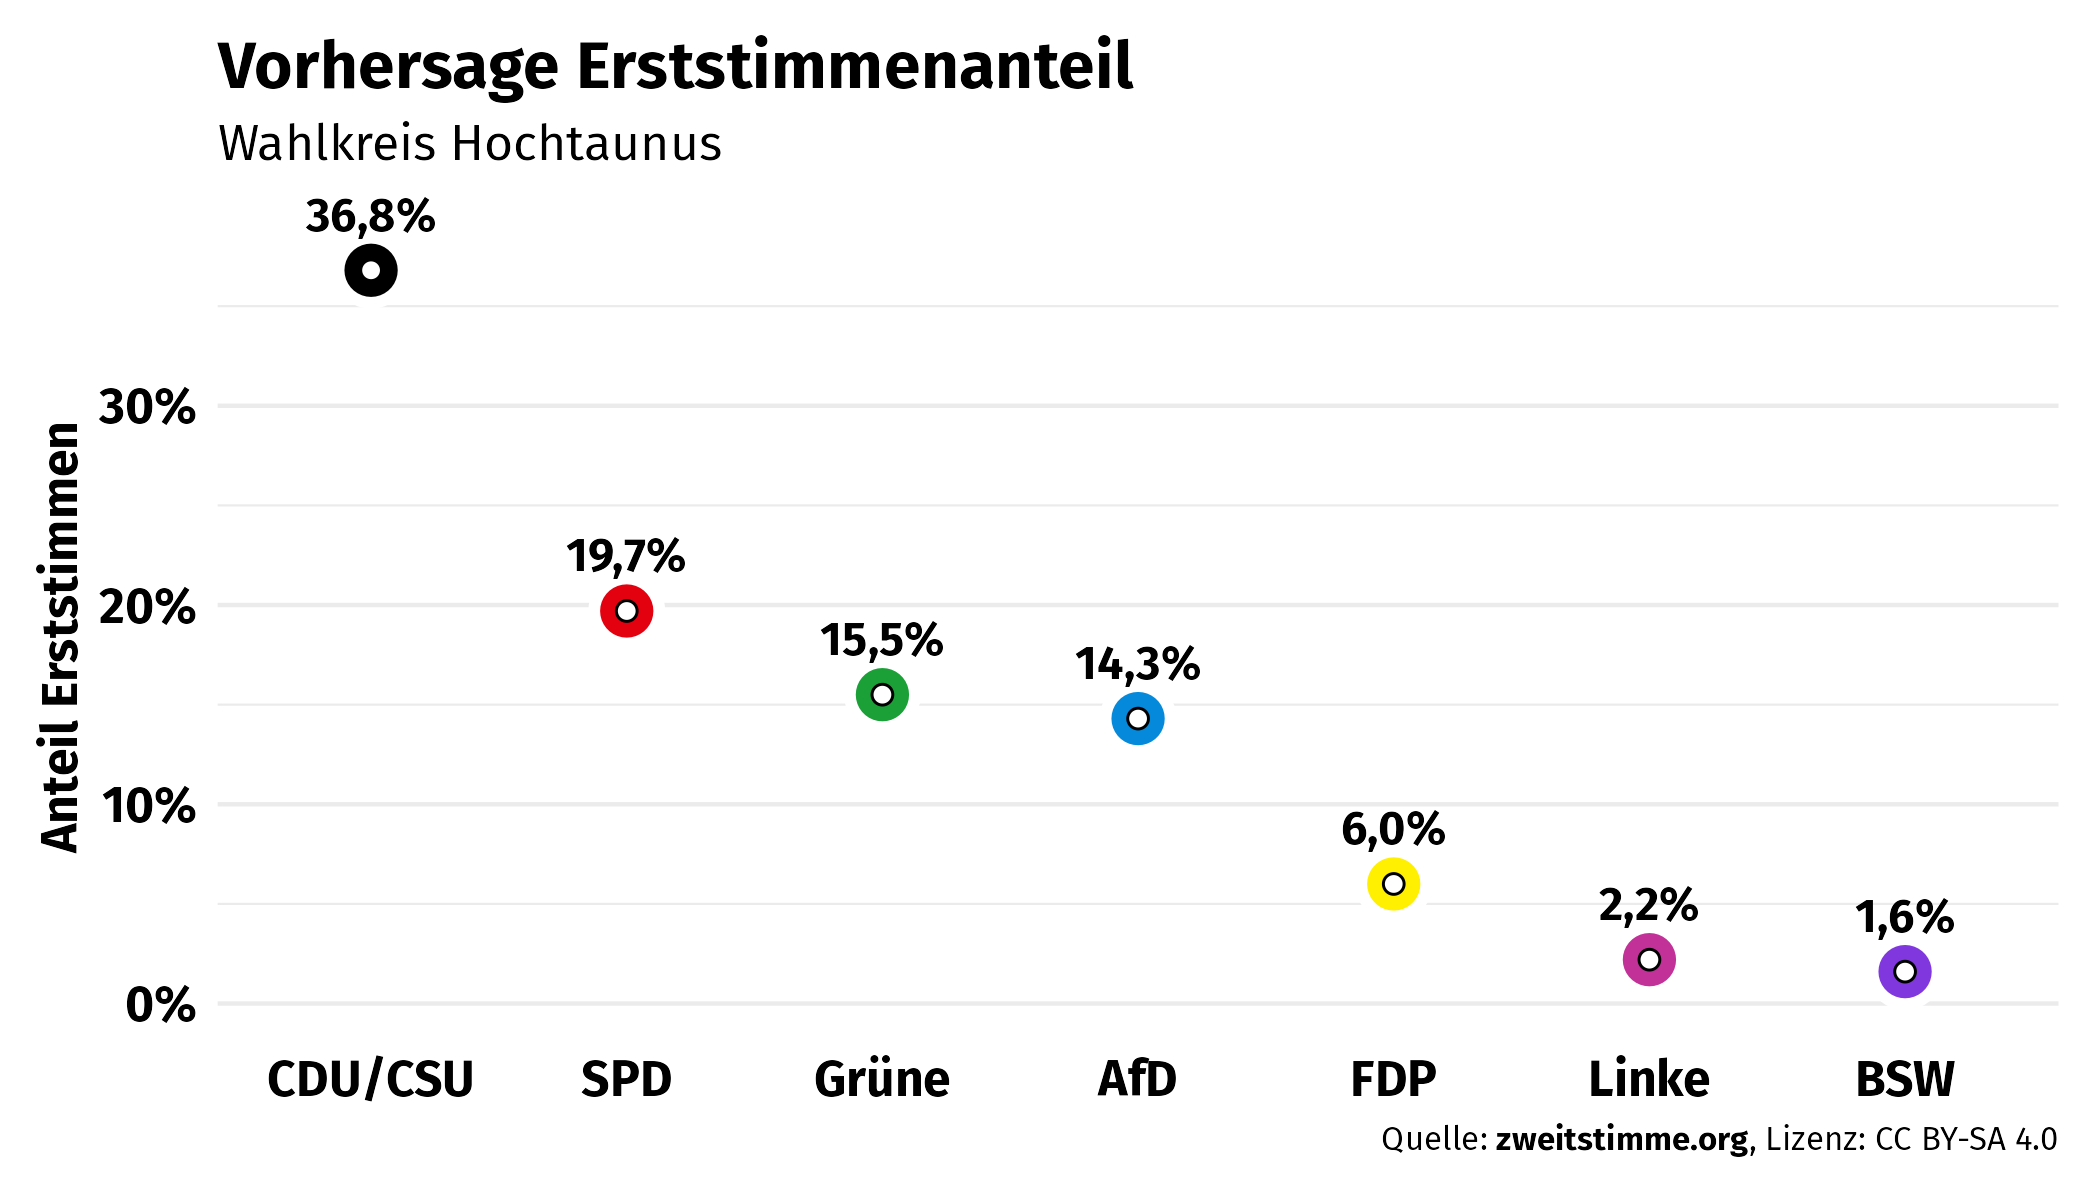 Vorhersage Erststimmenanteil
Wahlkreis Hochtaunus
36,8%
30%
19,7%
20%
15,5%
14,3%
10%
6,0%
2,2%
1,6%
0%
Anteil Erststimmen
CDU/CSU SPD Grüne AfD FDP Linke BSW
Quelle: zweitstimme.org, Lizenz: CC BY-SA 4.0